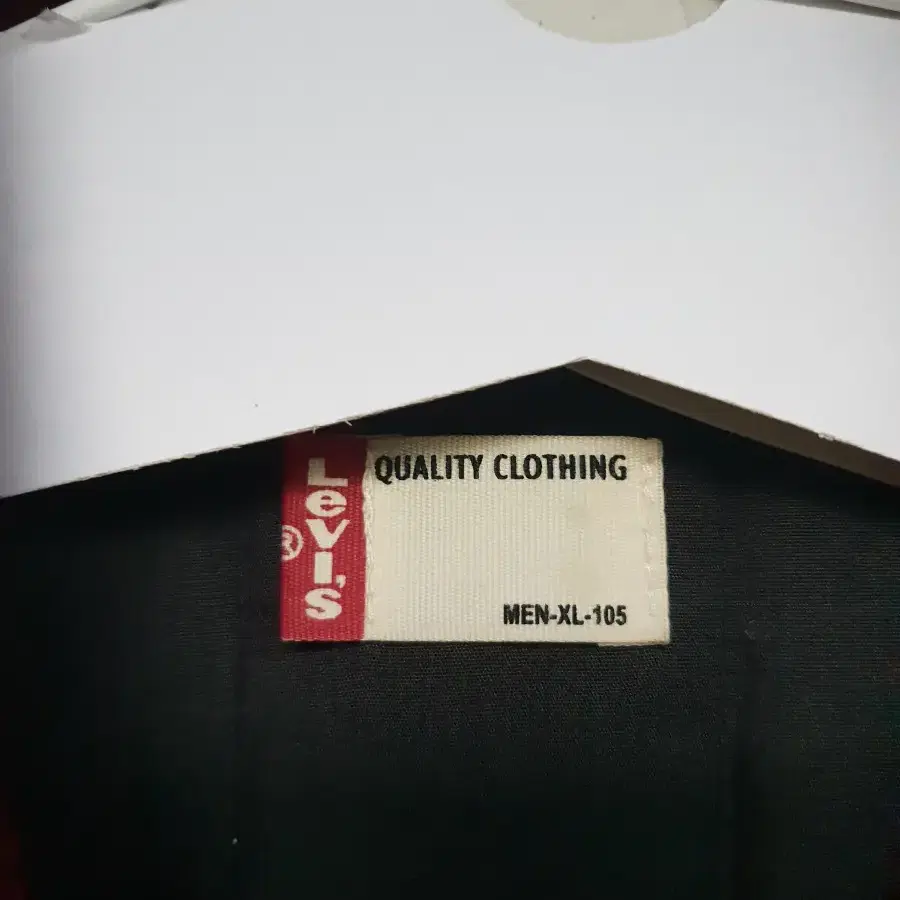 Levi's
®
QUALITY CLOTHING
MEN-XL-105